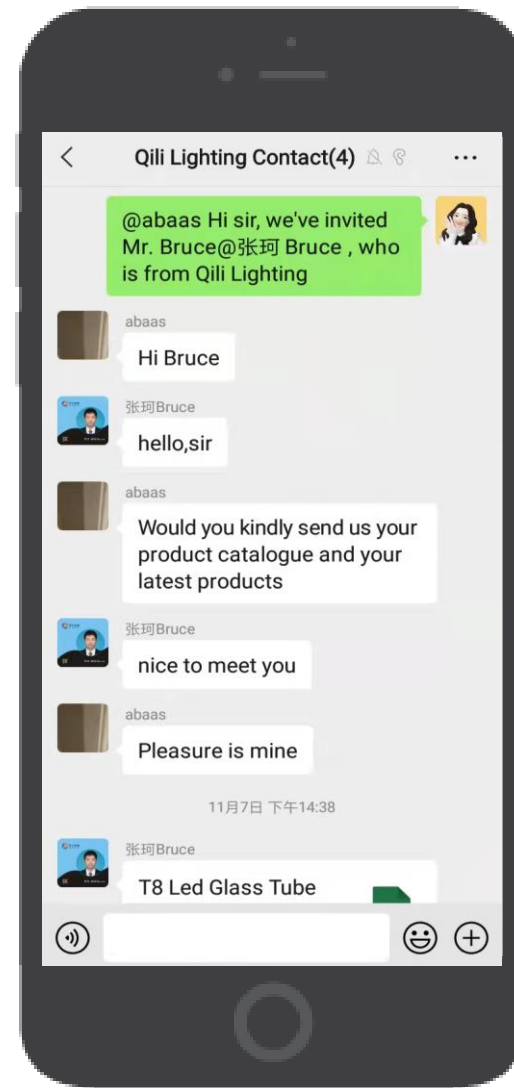 Qili Lighting Contact(4)
@abaas Hi sir, we've invited
Mr. Bruce@张珂 Bruce , who
is from Qili Lighting
abaas
Hi Bruce
张珂Bruce
hello,sir
abaas
Would you kindly send us your
product catalogue and your
latest products
张珂Bruce
nice to meet you
abaas
Pleasure is mine
11月7日 下午14:38
张珂Bruce
T8 Led Glass Tube